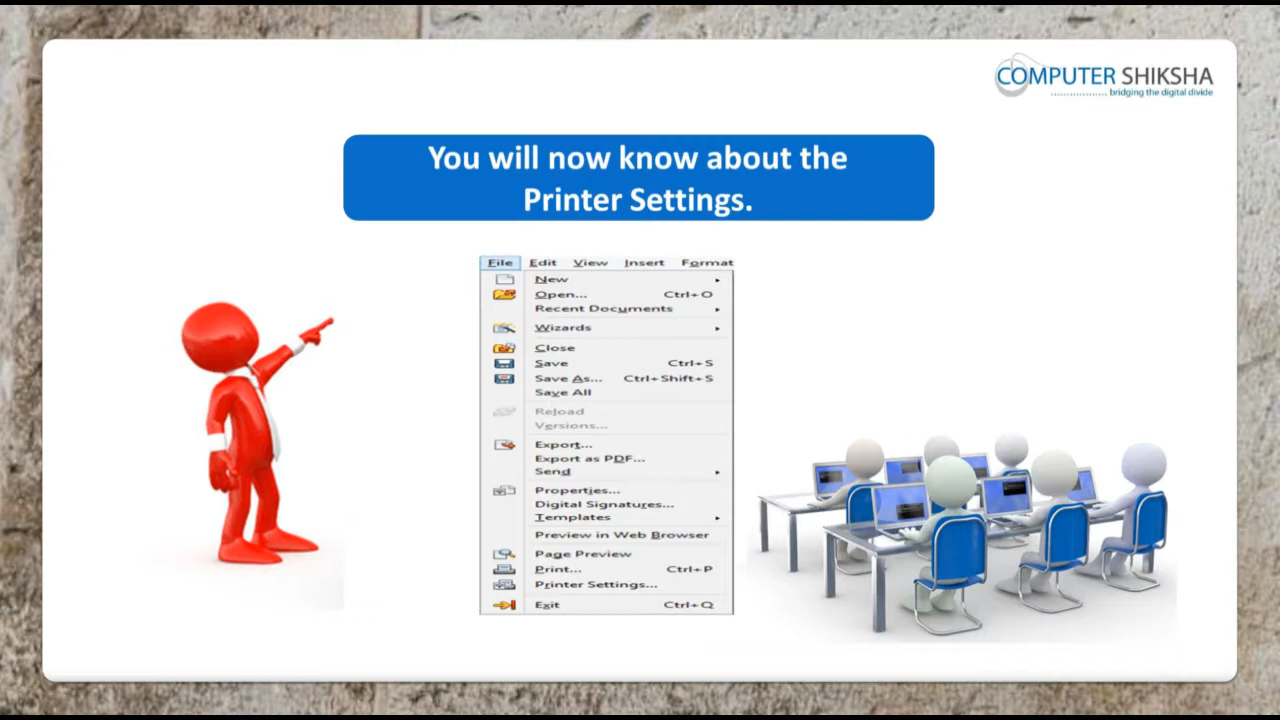 COMPUTER SHIKSHA
bridging the digital divide
You will now know about the
Printer Settings.
File Edit View Insert Format
New
Open... Ctrl+O
Recent Documents
Wizards
Close
Save Ctrl+S
Save As... Ctrl+Shift+S
Save All
Reload
Versions...
Export...
Export as PDF...
Send
Properties...
Digital Signatures...
Templates
Preview in Web Browser
Page Preview
Print... Ctrl+P
Printer Settings...
Exit Ctrl+Q